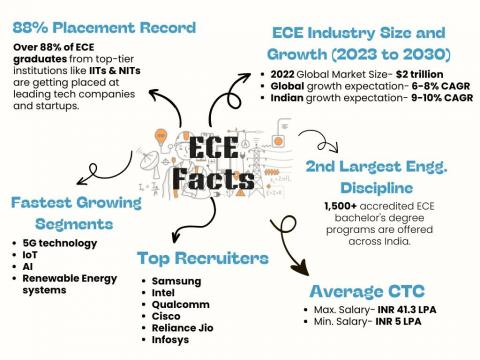 88% Placement Record
Over 88% of ECE
graduates from top-tier
institutions like IITs & NITs
are getting placed at
leading tech companies
and startups.
ECE Industry Size and
Growth (2023 to 2030)
• 2022 Global Market Size- $2 trillion
• Global growth expectation- 6-8% CAGR
• Indian growth expectation- 9-10% CAGR
ECE
Facts
2nd Largest Engg.
Discipline
1,500+ accredited ECE
bachelor's degree
programs are offered
across India.
Fastest Growing
Segments
• 5G technology
• IoT
• AI
• Renewable Energy
systems
Top Recruiters
• Samsung
• Intel
• Qualcomm
• Cisco
• Reliance Jio
• Infosys
Average CTC
• Max. Salary- INR 41.3 LPA
• Min. Salary- INR 5 LPA